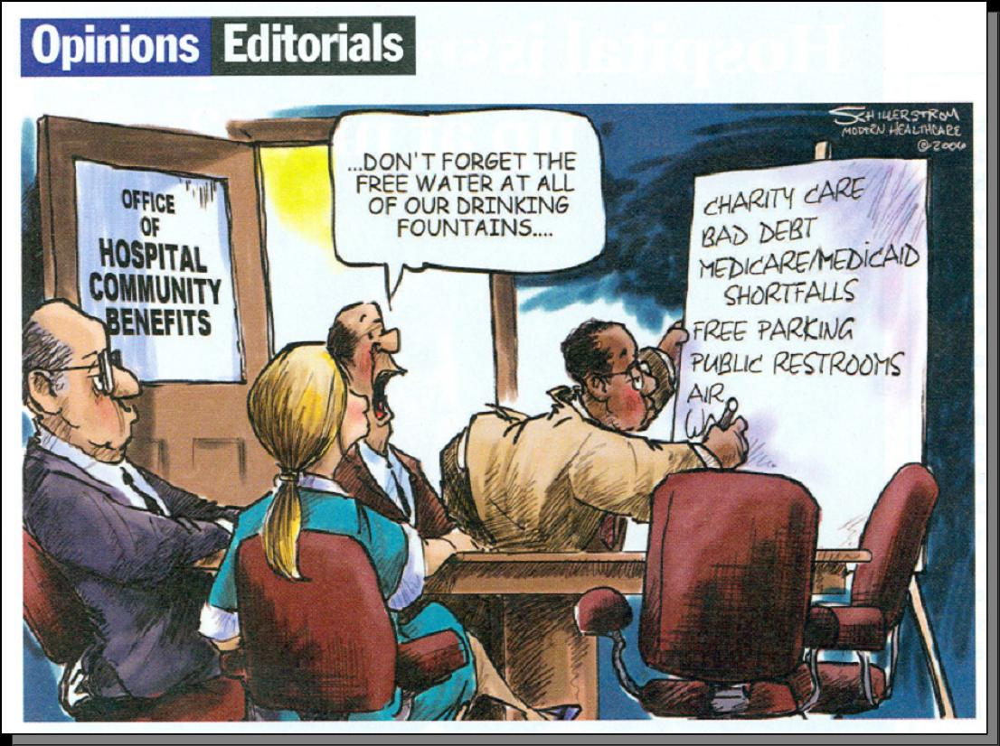 Opinions Editorials
SCHILLERSTROM
MODERN HEALTHCARE
©2006
OFFICE
OF
HOSPITAL
COMMUNITY
BENEFITS
...DON'T FORGET THE
FREE WATER AT ALL
OF OUR DRINKING
FOUNTAINS....
CHARITY CARE
BAD DEBT
MEDICARE/MEDICAID
SHORTFALLS
FREE PARKING
PUBLIC RESTROOMS
AIR
WA